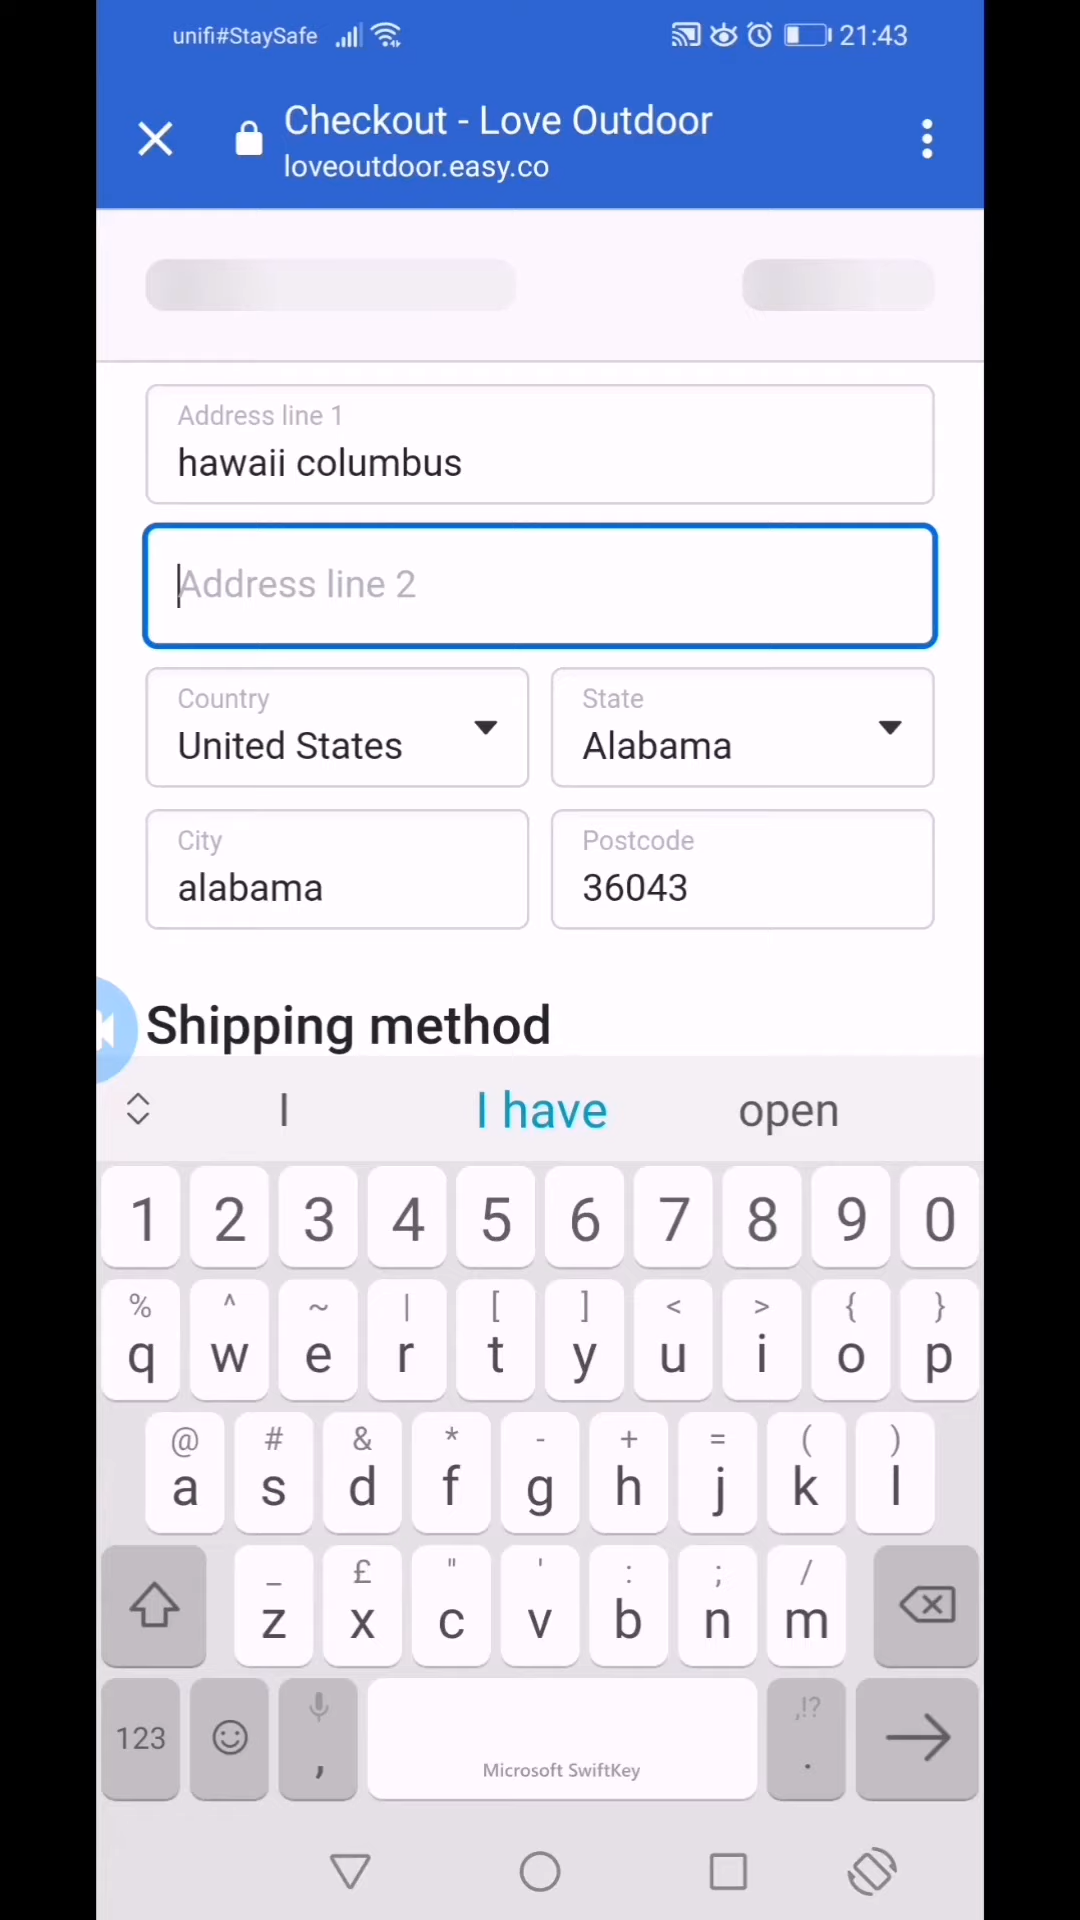 unifi#StaySafe 21:43
Checkout - Love Outdoor
loveoutdoor.easy.co
Address line 1
hawaii columbus
Address line 2
Country State
United States Alabama
City Postcode
alabama 36043
Shipping method
I I have open
1 2 3 4 5 6 7 8 9 0
% ^ ~ | [ ] < > { }
q w e r t y u i o p
@ # & * - + = ( )
a s d f g h j k l
_ £ " ' : ; /
z x c v b n m
,!?
123 , .
Microsoft SwiftKey